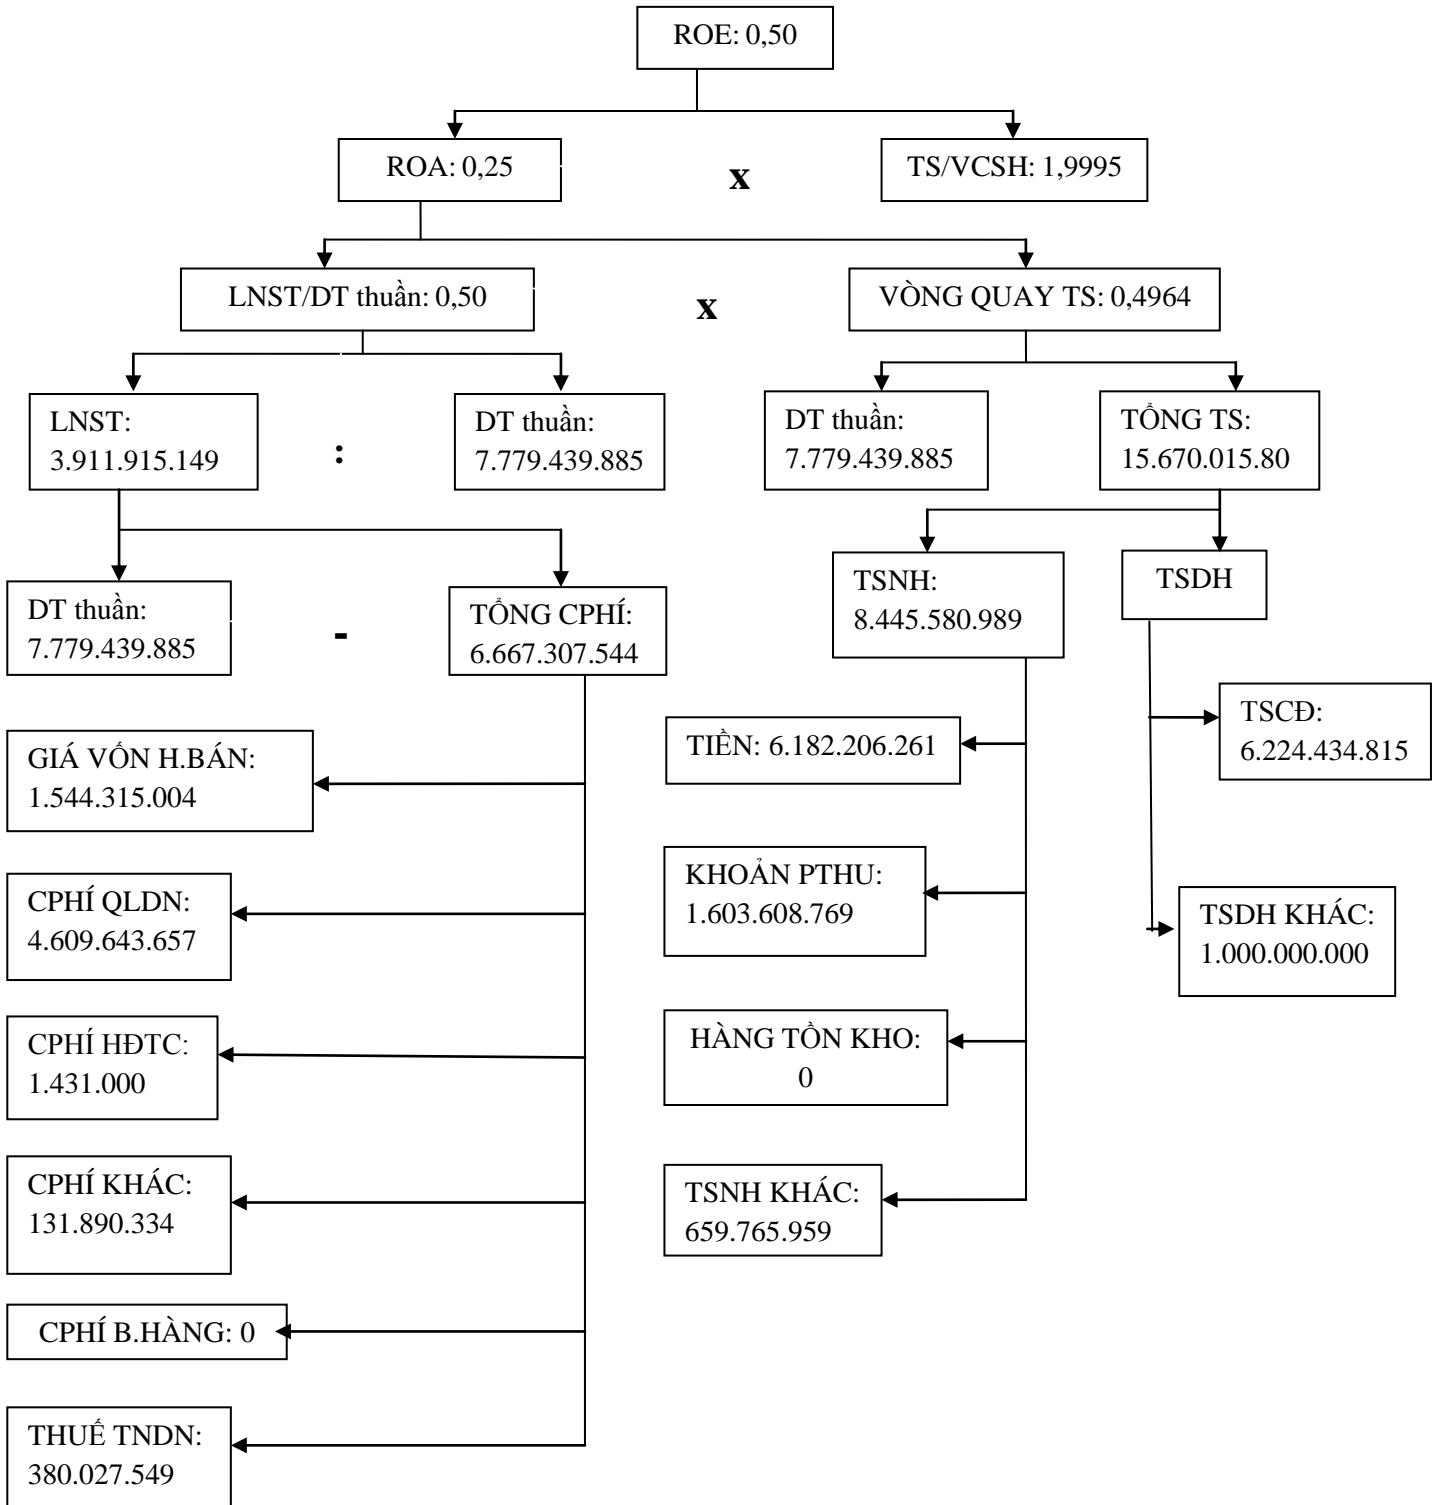 ROE: 0,50
ROA: 0,25
x
TS/VCSH: 1,9995
LNST/DT thuần: 0,50
x
VÒNG QUAY TS: 0,4964
LNST:
3.911.915.149
:
DT thuần:
7.779.439.885
DT thuần:
7.779.439.885
TỔNG TS:
15.670.015.80
DT thuần:
7.779.439.885
-
TỔNG CPHÍ:
6.667.307.544
TSNH:
8.445.580.989
TSDH
GIÁ VỐN H.BÁN:
1.544.315.004
TIỀN: 6.182.206.261
TSCĐ:
6.224.434.815
CPHÍ QLDN:
4.609.643.657
KHOẢN PTHU:
1.603.608.769
TSDH KHÁC:
1.000.000.000
CPHÍ HĐTC:
1.431.000
HÀNG TỒN KHO:
0
CPHÍ KHÁC:
131.890.334
TSNH KHÁC:
659.765.959
CPHÍ B.HÀNG: 0
THUẾ TNDN:
380.027.549